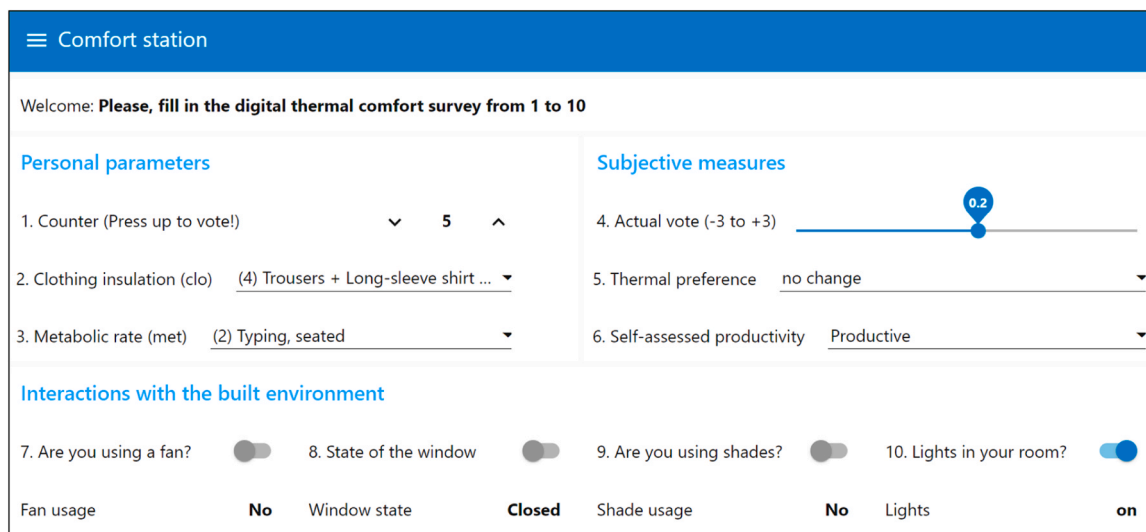 Comfort station
Welcome: Please, fill in the digital thermal comfort survey from 1 to 10
Personal parameters
1. Counter (Press up to vote!) 5
2. Clothing insulation (clo) (4) Trousers + Long-sleeve shirt ...
3. Metabolic rate (met) (2) Typing, seated
Subjective measures
0.2
4. Actual vote (-3 to +3)
5. Thermal preference no change
6. Self-assessed productivity Productive
Interactions with the built environment
7. Are you using a fan? 8. State of the window 9. Are you using shades? 10. Lights in your room?
Fan usage No Window state Closed Shade usage No Lights on